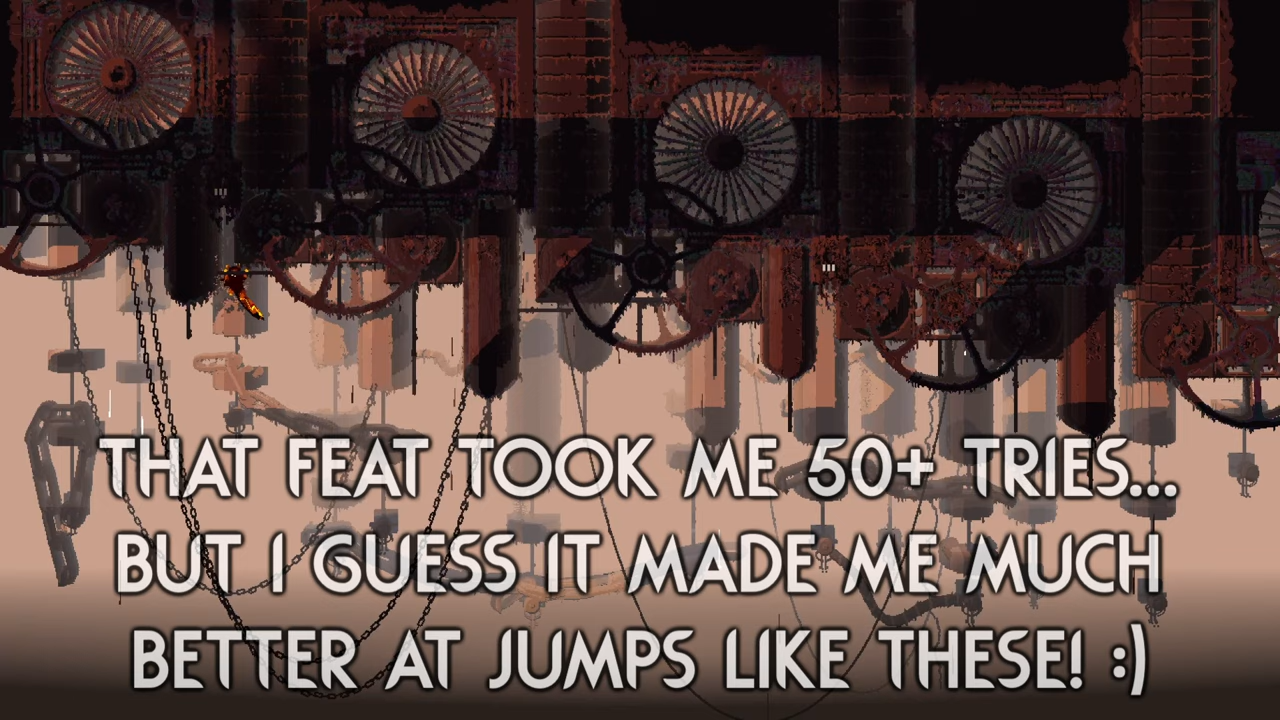 THAT FEAT TOOK ME 50+ TRIES...
BUT I GUESS IT MADE ME MUCH
BETTER AT JUMPS LIKE THESE! :)